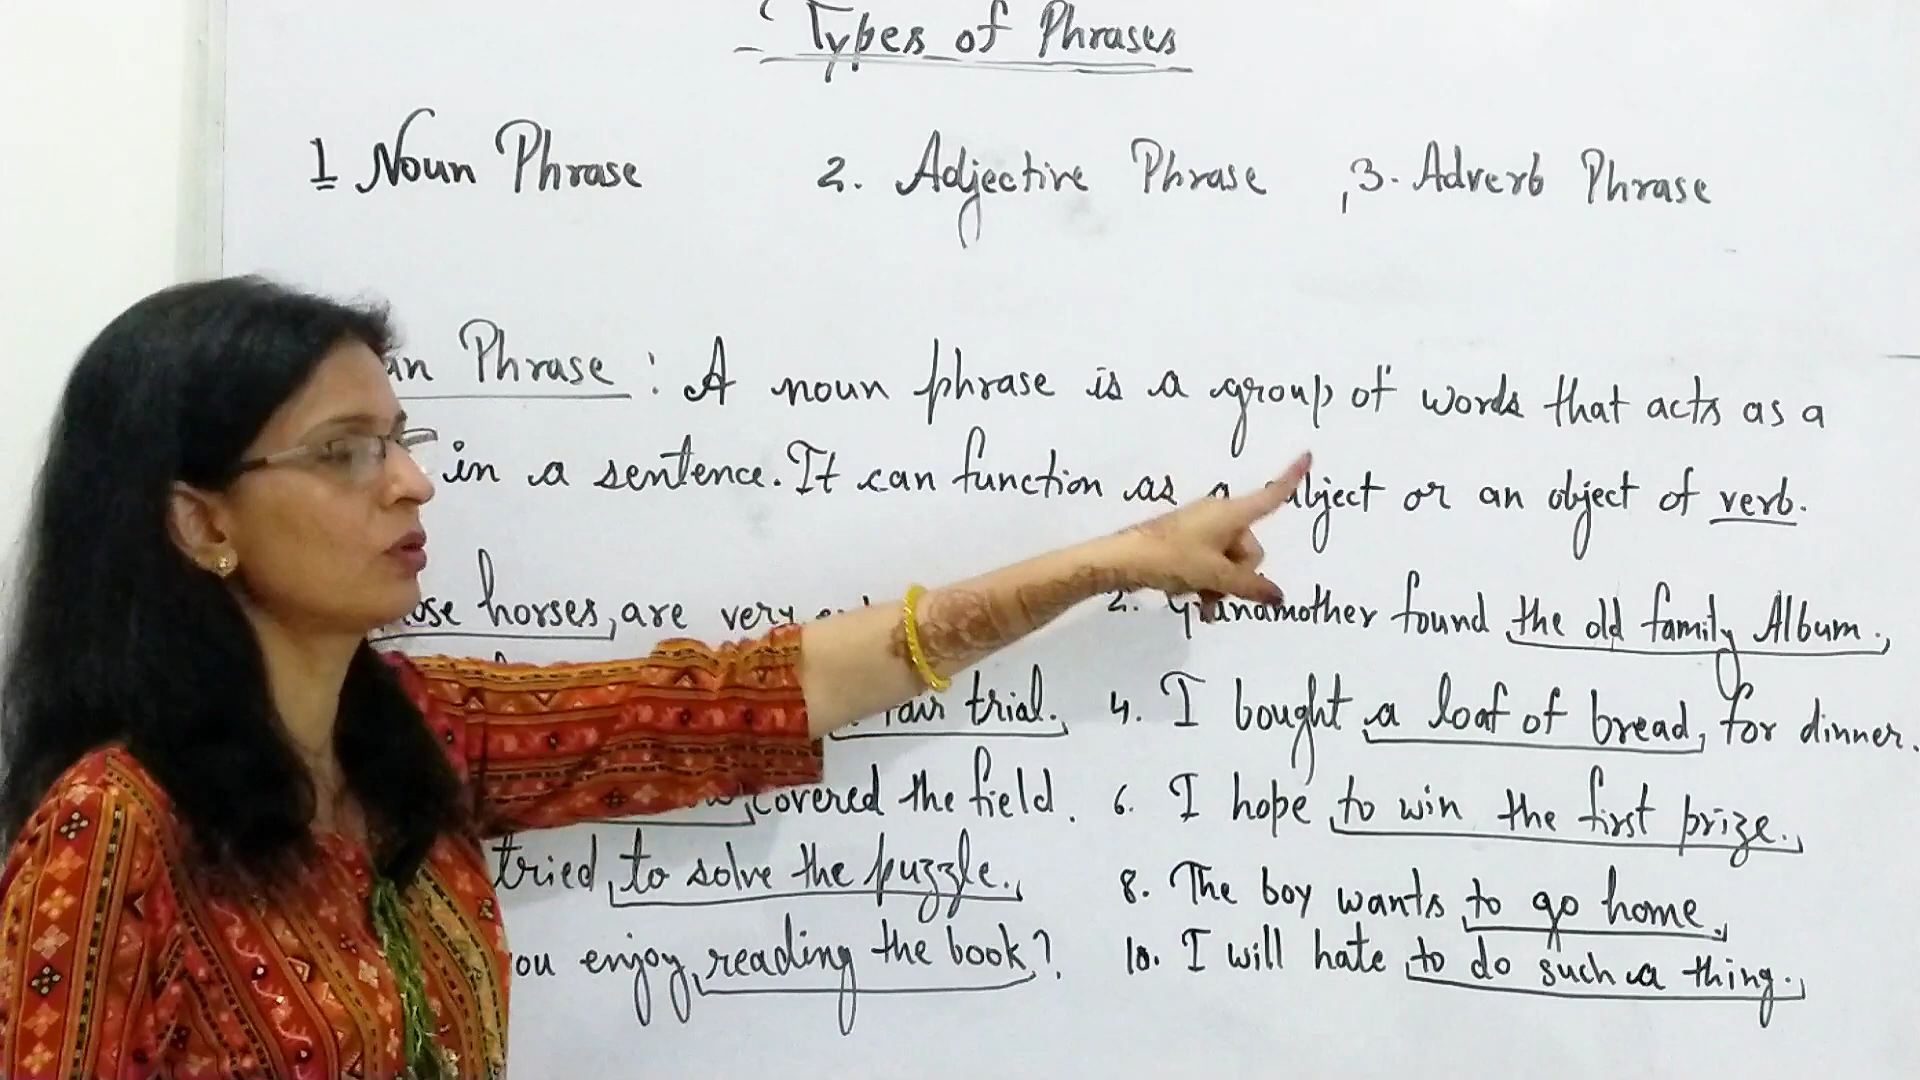 Types of Phrases
1 Noun Phrase 2. Adjective Phrase , 3. Adverb Phrase
Phrase : A noun phrase is a group of words that acts as a
in a sentence. It can function as a subject or an object of verb.
horses, are very
2. Grandmother found the old family Album.
fair trial.
4. I bought a loaf of bread, for dinner.
covered the field.
6. I hope to win the first prize.
tried to solve the puzzle.
8. The boy wants to go home.
enjoy reading the book?
10. I will hate to do such a thing.